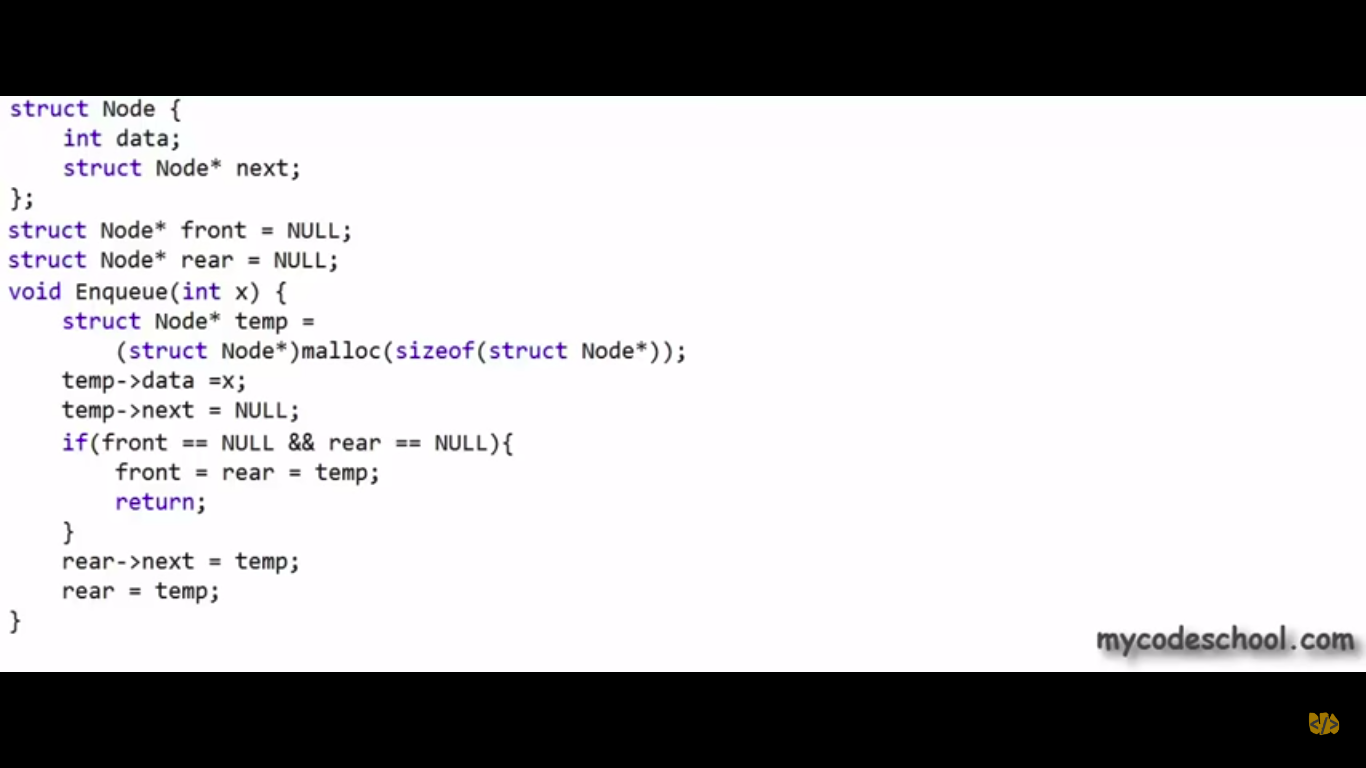 struct Node {
    int data;
    struct Node* next;
};
struct Node* front = NULL;
struct Node* rear = NULL;
void Enqueue(int x) {
    struct Node* temp =
        (struct Node*)malloc(sizeof(struct Node*));
    temp->data =x;
    temp->next = NULL;
    if(front == NULL && rear == NULL){
        front = rear = temp;
        return;
    }
    rear->next = temp;
    rear = temp;
}
mycodeschool.com